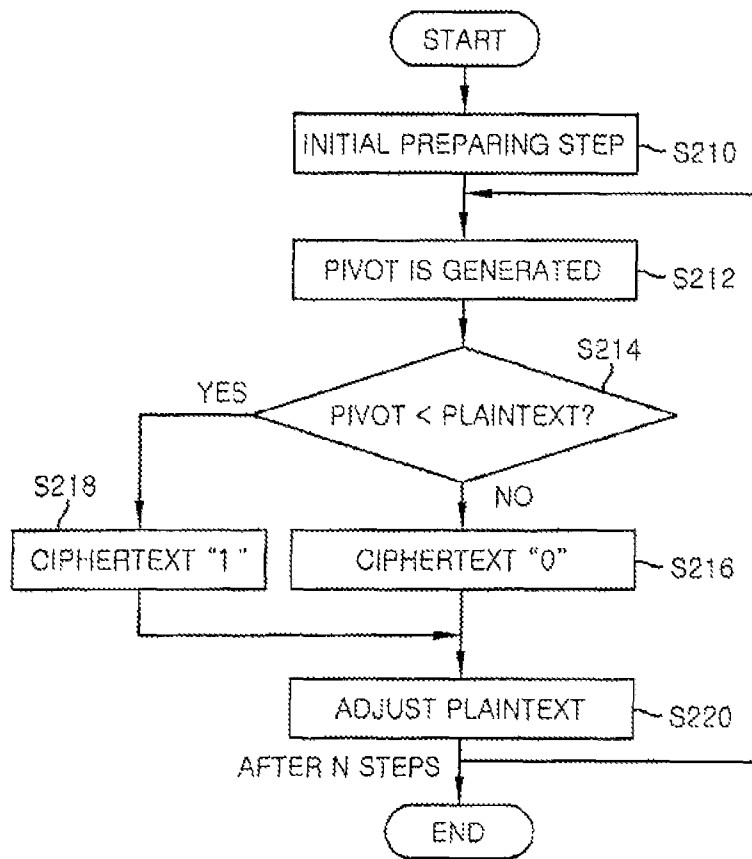 START
INITIAL PREPARING STEP
S210
PIVOT IS GENERATED
S212
S214
YES
PIVOT < PLAINTEXT?
NO
S218
CIPHERTEXT "1"
CIPHERTEXT "0"
S216
ADJUST PLAINTEXT
S220
AFTER N STEPS
END